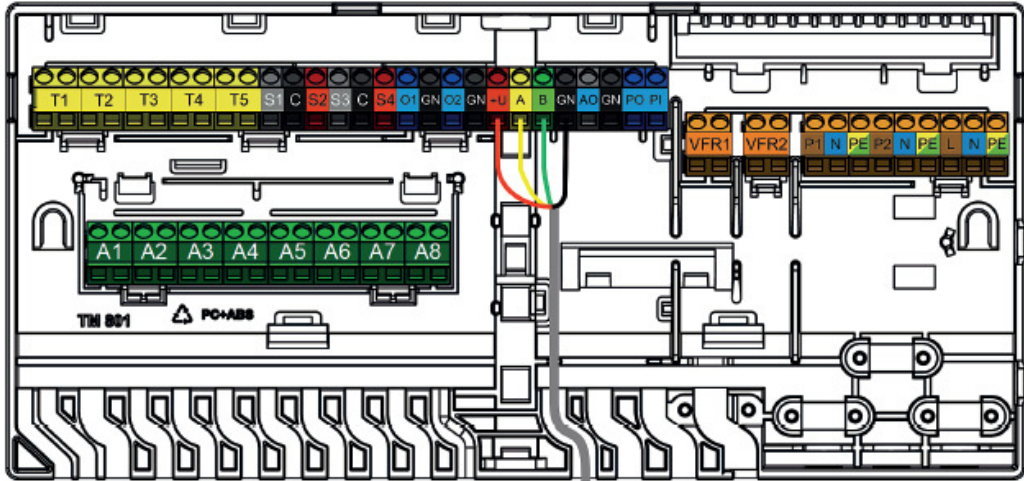 T1 T2 T3 T4 T5 S1 C S2 S3 C S4 O1 GN O2 GN +U A B GN AO GN PO PI
VFR1 VFR2 P1 N PE P2 N PE L N PE
A1 A2 A3 A4 A5 A6 A7 A8
TM 801 PC+ABS